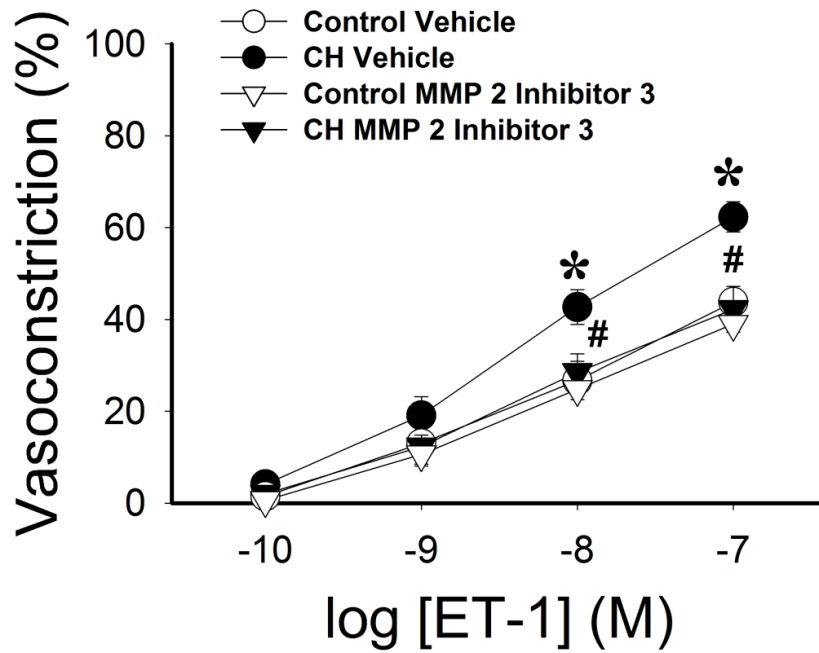 Control Vehicle
CH Vehicle
Control MMP 2 Inhibitor 3
CH MMP 2 Inhibitor 3
Vasoconstriction (%)
100
80
60
40
20
0
*
*
#
#
-10 -9 -8 -7
log [ET-1] (M)